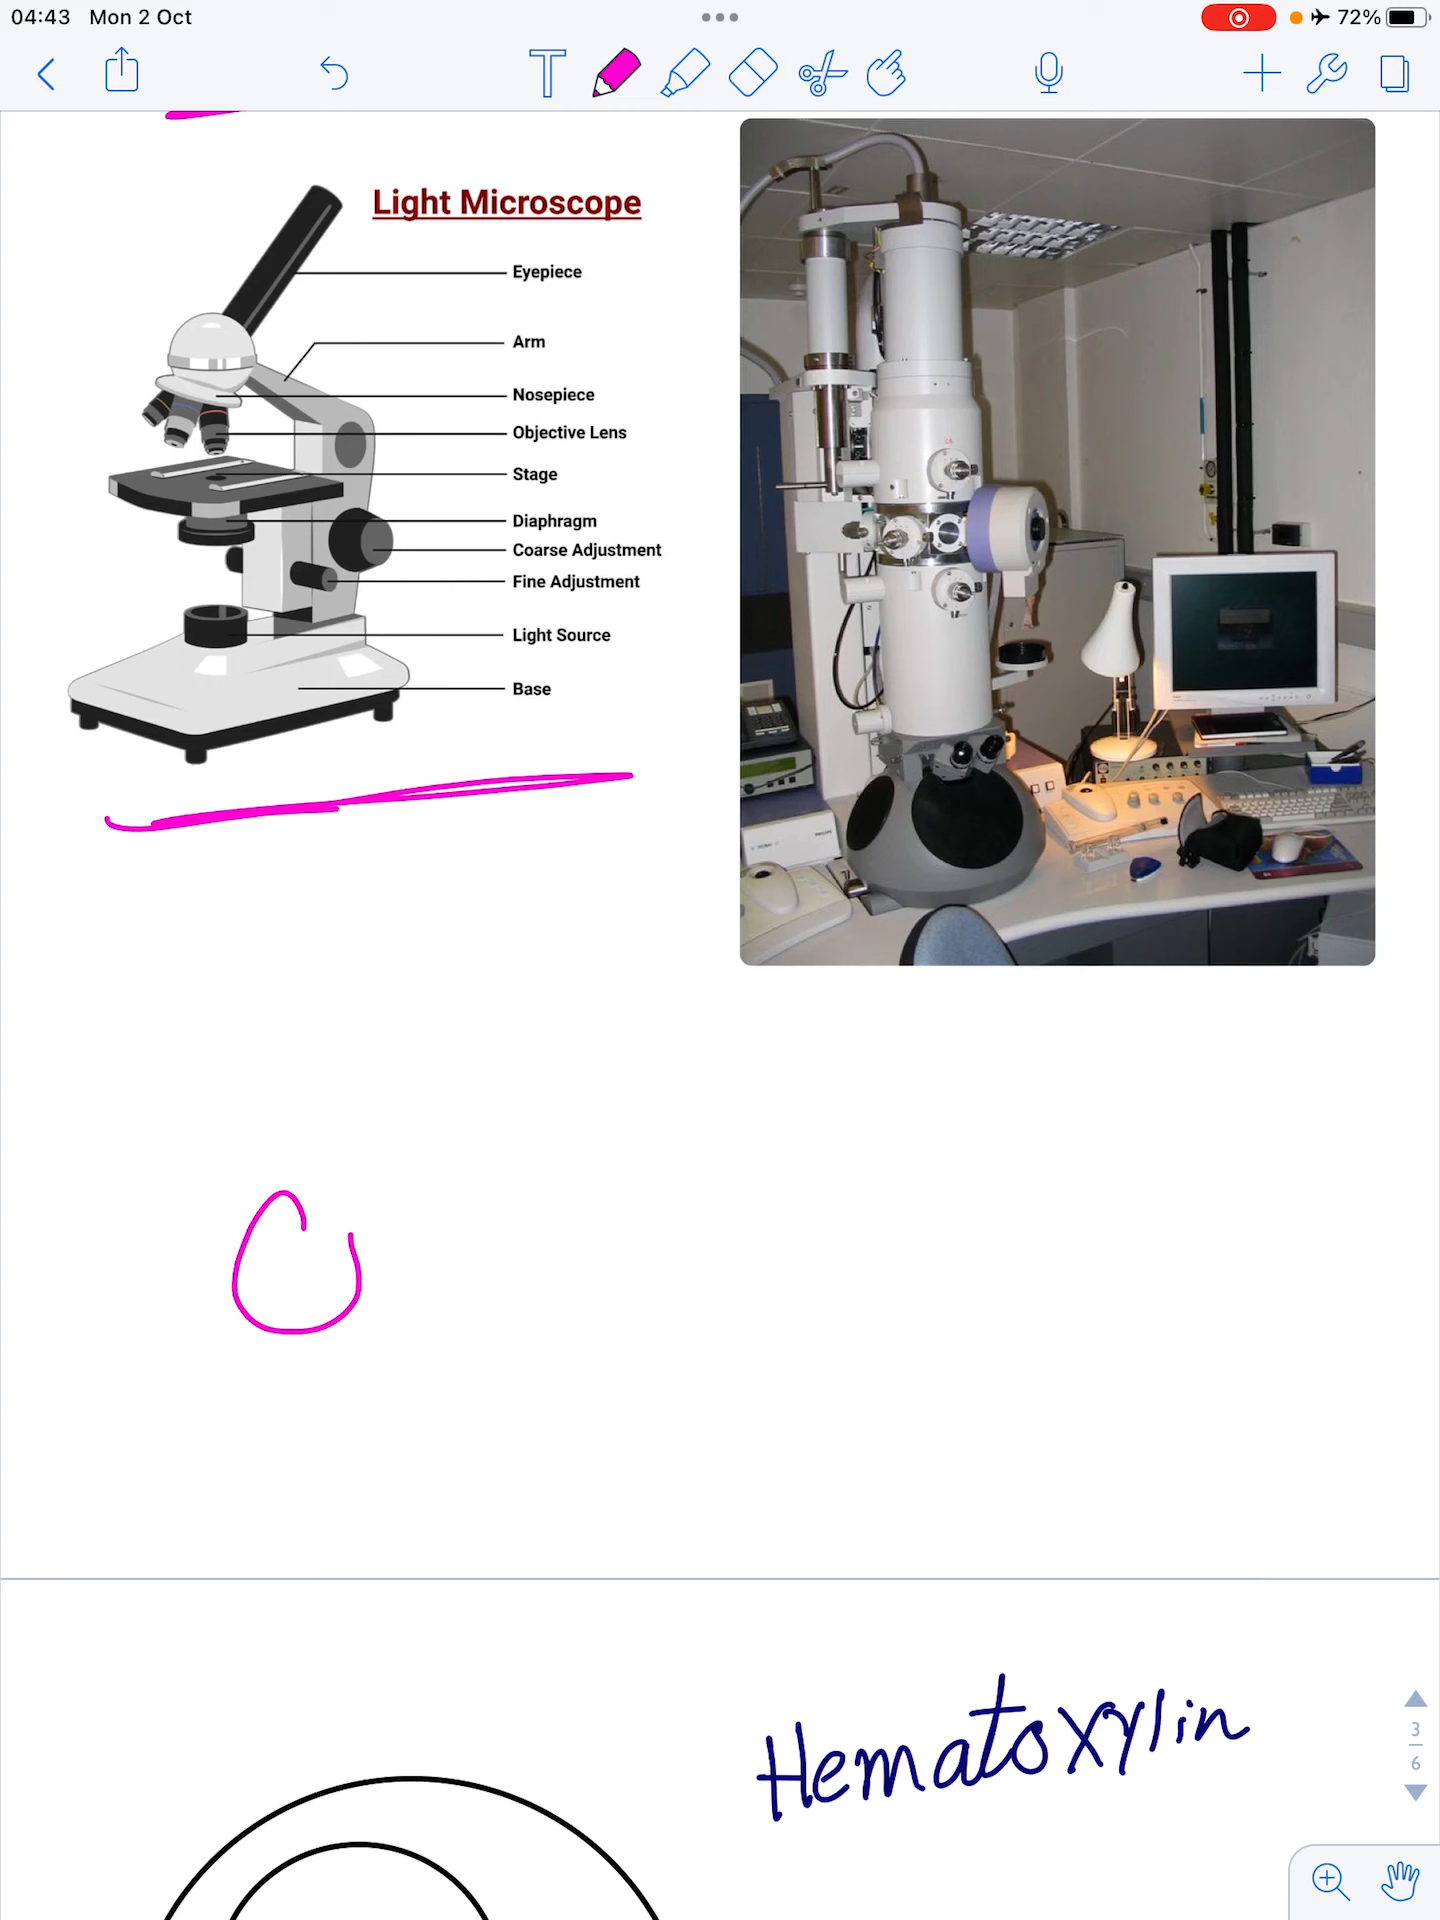 04:43 Mon 2 Oct
72%
T
Light Microscope
Eyepiece
Arm
Nosepiece
Objective Lens
Stage
Diaphragm
Coarse Adjustment
Fine Adjustment
Light Source
Base
Hematoxylin
3
6